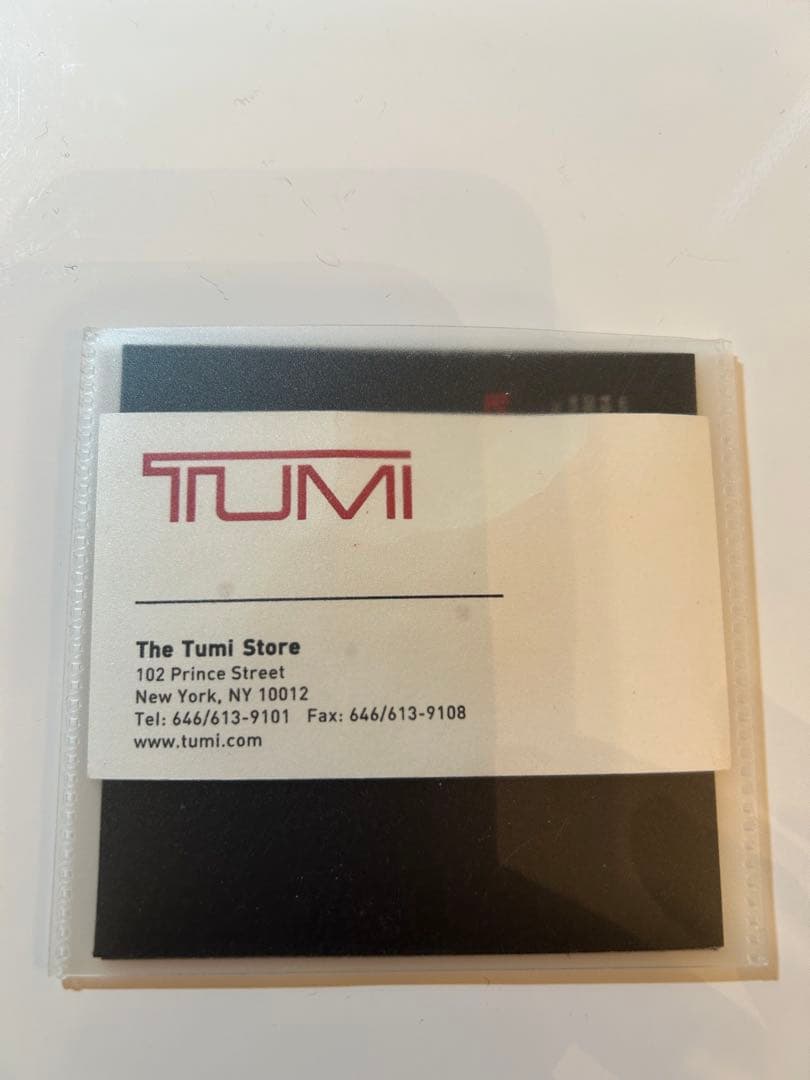 TUMI
The Tumi Store
102 Prince Street
New York, NY 10012
Tel: 646/613-9101 Fax: 646/613-9108
www.tumi.com